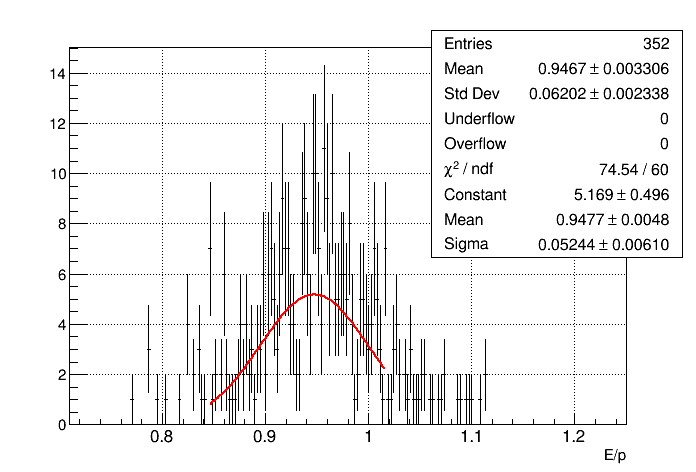 Entries 352
Mean 0.9467 ± 0.003306
Std Dev 0.06202 ± 0.002338
Underflow 0
Overflow 0
χ² / ndf 74.54 / 60
Constant 5.169 ± 0.496
Mean 0.9477 ± 0.0048
Sigma 0.05244 ± 0.00610
14
12
10
8
6
4
2
0
0.8 0.9 1 1.1 1.2
E/p